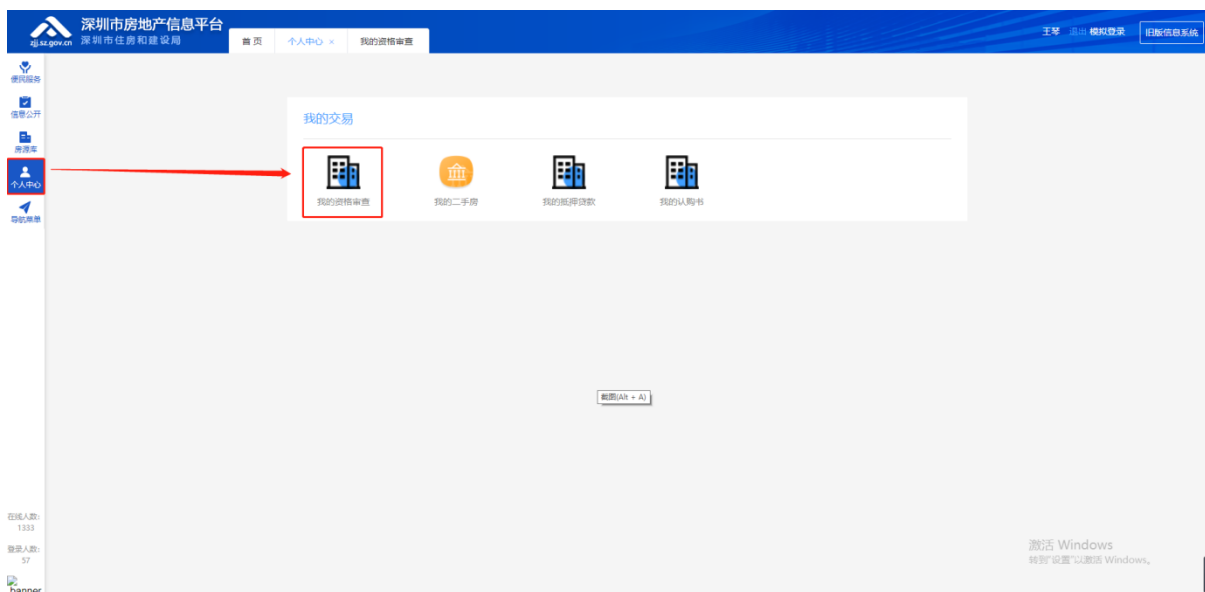 深圳市房地产信息平台
zjj.sz.gov.cn 深圳市住房和建设局
首页 个人中心 × 我的资格审查
王琴 退出 模拟登录 旧版信息系统
便民服务
信息公开
房源库
个人中心
导航菜单
我的交易
我的资格审查 我的二手房 我的抵押贷款 我的认购书
截图(Alt + A)
在线人数:
1333
登录人数:
57
banner
激活 Windows
转到"设置"以激活 Windows。